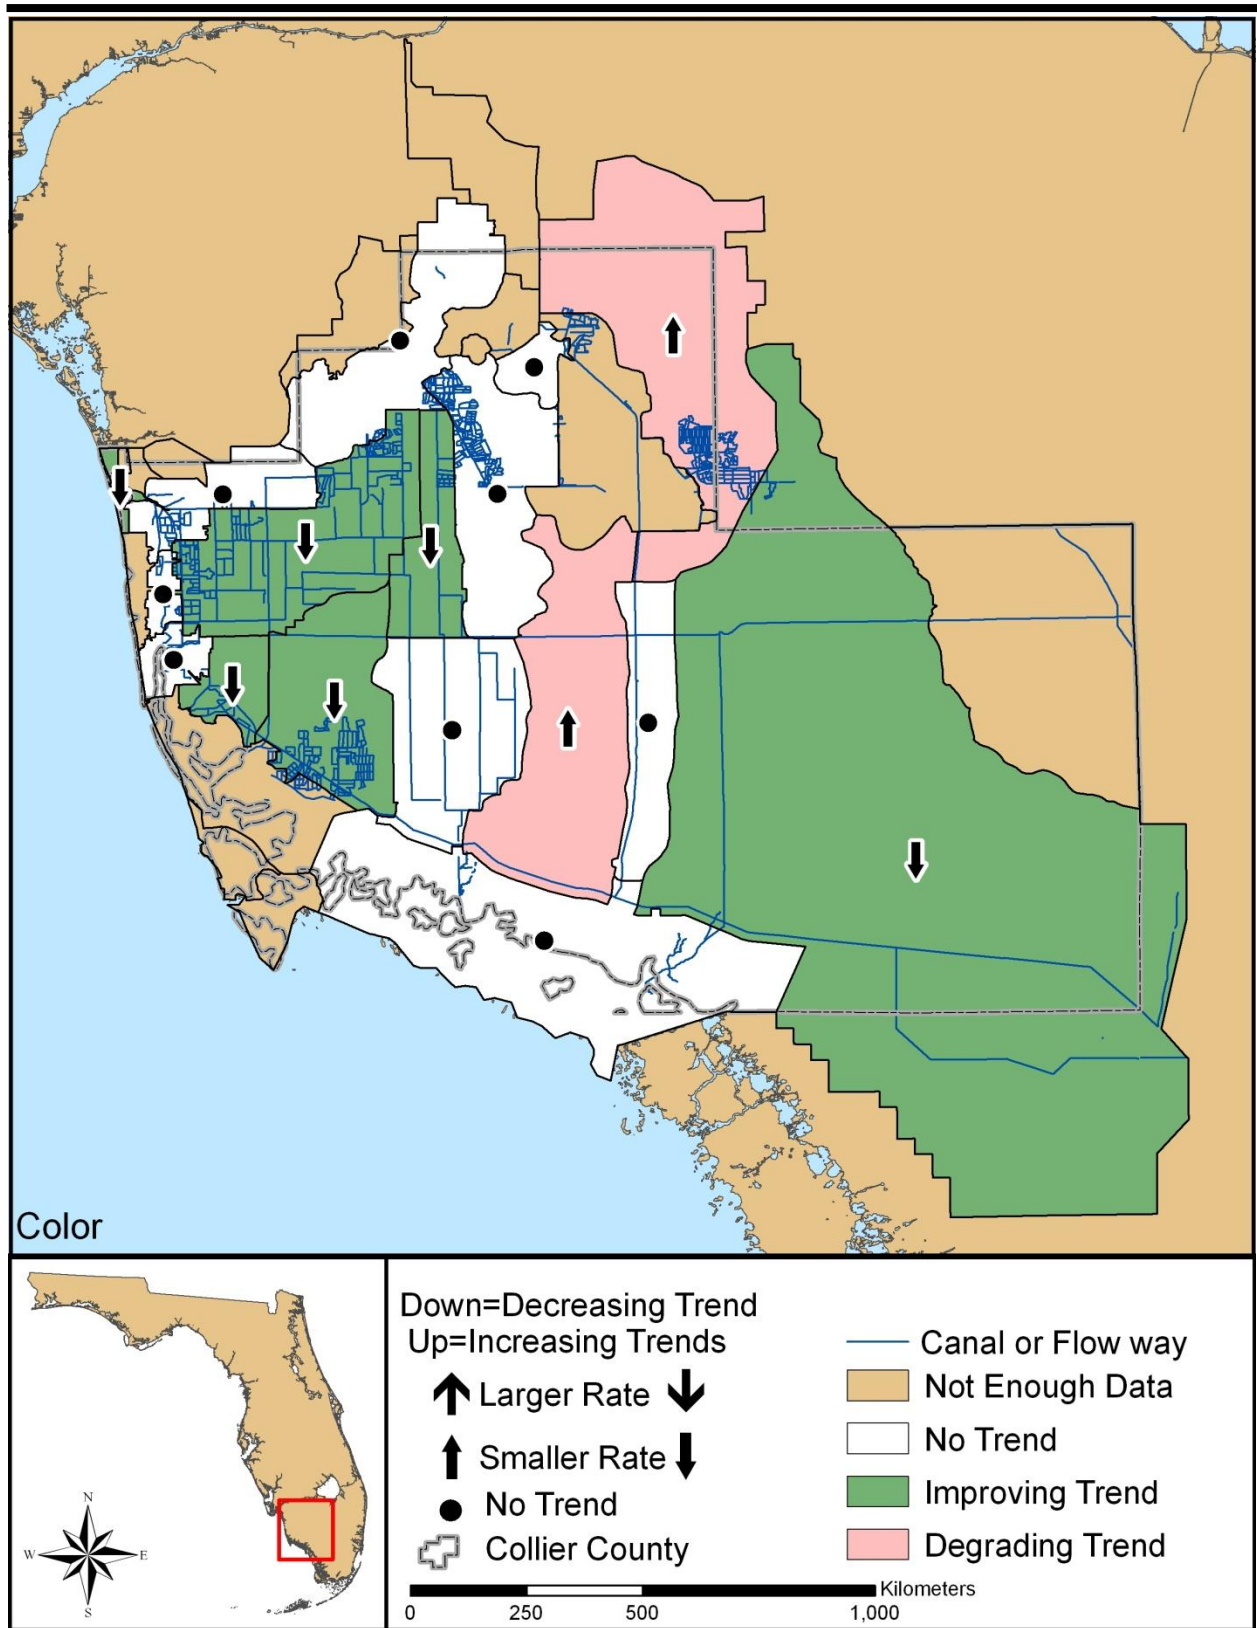 Color
Down=Decreasing Trend
Up=Increasing Trends
Larger Rate
Smaller Rate
No Trend
Collier County
Canal or Flow way
Not Enough Data
No Trend
Improving Trend
Degrading Trend
Kilometers
0 250 500 1,000
N
W E
S